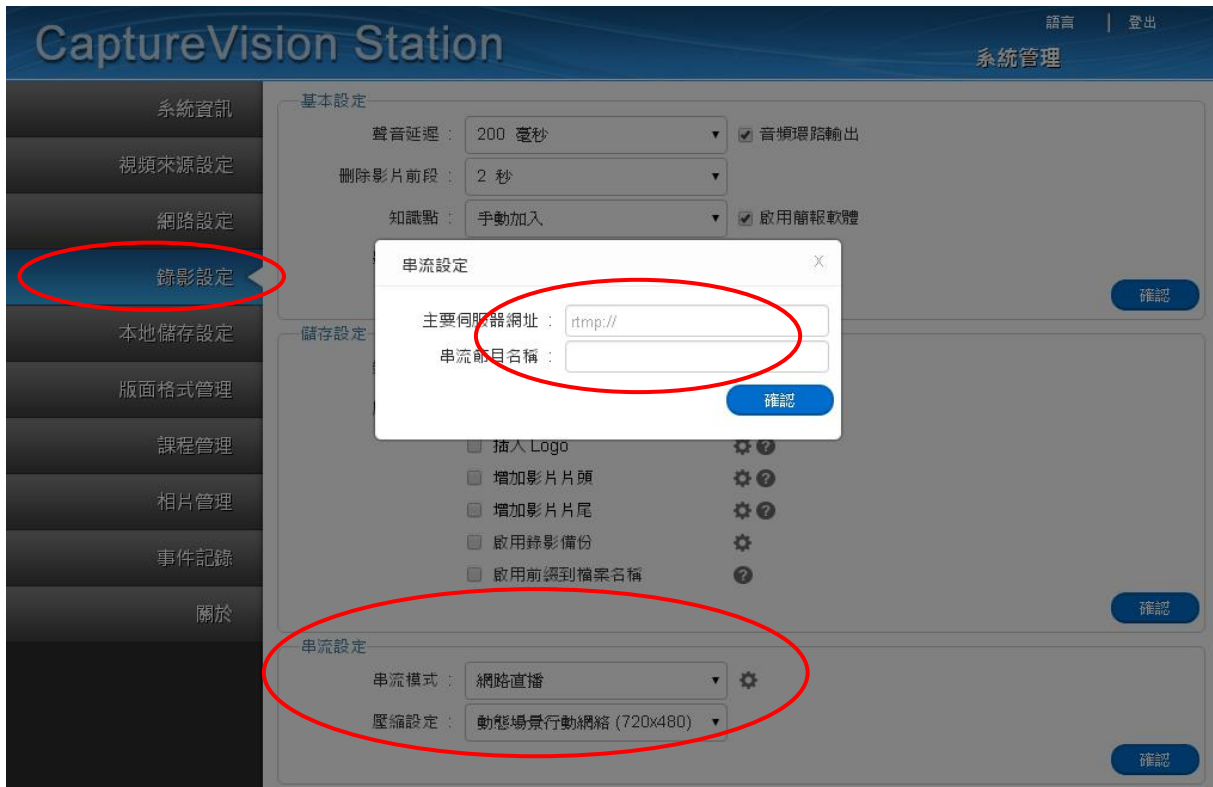 CaptureVision Station
語言 | 登出
系統管理
系統資訊
視頻來源設定
網路設定
錄影設定
本地儲存設定
版面格式管理
課程管理
相片管理
事件記錄
關於
基本設定
聲音延遲 : 200 毫秒 音頻環路輸出
刪除影片前段 : 2 秒
知識點 : 手動加入 啟用簡報軟體
確認
串流設定 X
主要伺服器網址 : rtmp://
串流節目名稱 :
確認
儲存設定
插入 Logo
增加影片片頭
增加影片片尾
啟用錄影備份
啟用前綴到檔案名稱
確認
串流設定
串流模式 : 網路直播
壓縮設定 : 動態場景行動網絡 (720x480)
確認